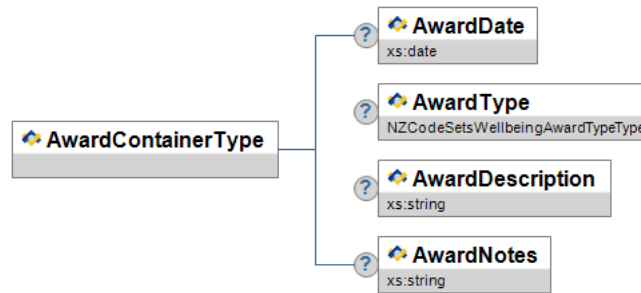 ? AwardDate
xs:date
? AwardType
NZCodeSetsWellbeingAwardTypeType
AwardContainerType
? AwardDescription
xs:string
? AwardNotes
xs:string